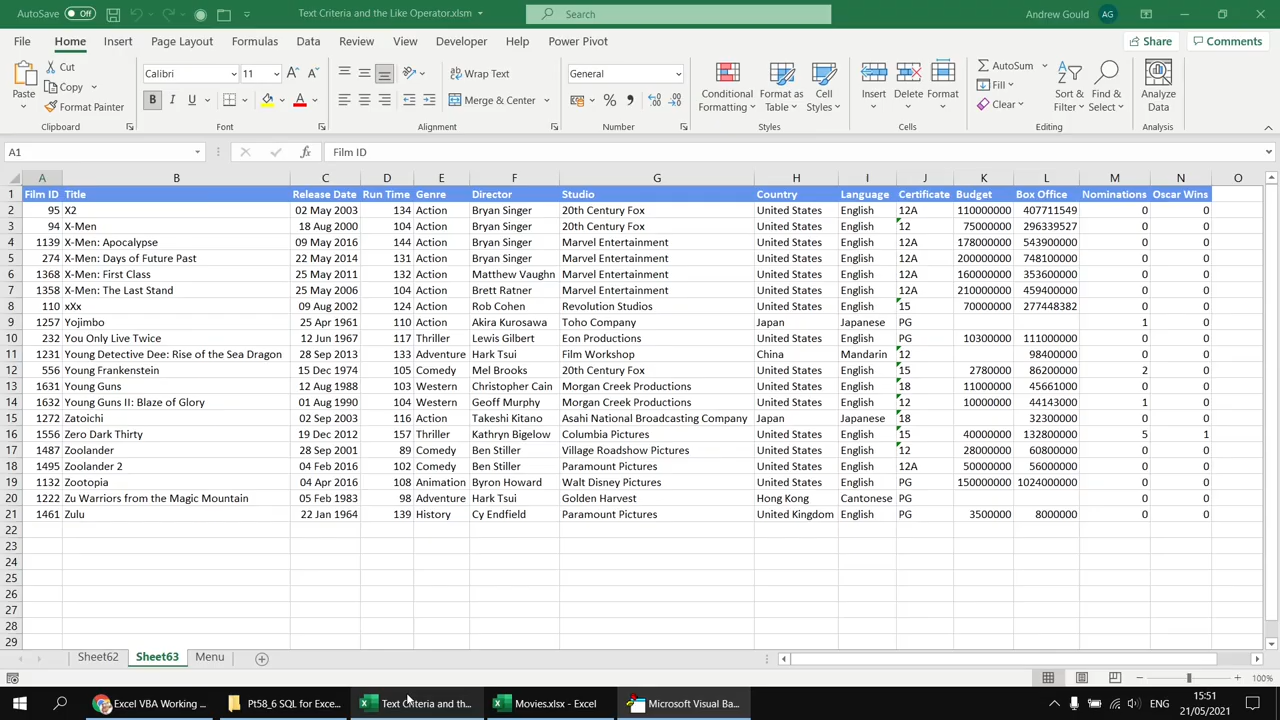 AutoSave Off Text Criteria and the Like Operator.xlsm Search Andrew Gould AG
File Home Insert Page Layout Formulas Data Review View Developer Help Power Pivot Share Comments
Paste Cut Copy Format Painter Calibri 11 B I U A Wrap Text Merge & Center General % Conditional Formatting Format as Table Cell Styles Insert Delete Format AutoSum Fill Clear Sort & Filter Find & Select Analyze Data
Clipboard Font Alignment Number Styles Cells Editing Analysis
A1 fx Film ID
A B C D E F G H I J K L M N O
1 Film ID Title Release Date Run Time Genre Director Studio Country Language Certificate Budget Box Office Nominations Oscar Wins
2 95 X2 02 May 2003 134 Action Bryan Singer 20th Century Fox United States English 12A 110000000 407711549 0 0
3 94 X-Men 18 Aug 2000 104 Action Bryan Singer 20th Century Fox United States English 12 75000000 296339527 0 0
4 1139 X-Men: Apocalypse 09 May 2016 144 Action Bryan Singer Marvel Entertainment United States English 12A 178000000 543900000 0 0
5 274 X-Men: Days of Future Past 22 May 2014 131 Action Bryan Singer Marvel Entertainment United States English 12A 200000000 748100000 0 0
6 1368 X-Men: First Class 25 May 2011 132 Action Matthew Vaughn Marvel Entertainment United States English 12A 160000000 353600000 0 0
7 1358 X-Men: The Last Stand 25 May 2006 104 Action Brett Ratner Marvel Entertainment United States English 12A 210000000 459400000 0 0
8 110 xXx 09 Aug 2002 124 Action Rob Cohen Revolution Studios United States English 15 70000000 277448382 0 0
9 1257 Yojimbo 25 Apr 1961 110 Action Akira Kurosawa Toho Company Japan Japanese PG 1 0
10 232 You Only Live Twice 12 Jun 1967 117 Thriller Lewis Gilbert Eon Productions United States English PG 10300000 111000000 0 0
11 1231 Young Detective Dee: Rise of the Sea Dragon 28 Sep 2013 133 Adventure Hark Tsui Film Workshop China Mandarin 12 98400000 0 0
12 556 Young Frankenstein 15 Dec 1974 105 Comedy Mel Brooks 20th Century Fox United States English 15 2780000 86200000 2 0
13 1631 Young Guns 12 Aug 1988 103 Western Christopher Cain Morgan Creek Productions United States English 18 11000000 45661000 0 0
14 1632 Young Guns II: Blaze of Glory 01 Aug 1990 104 Western Geoff Murphy Morgan Creek Productions United States English 12 10000000 44143000 1 0
15 1272 Zatoichi 02 Sep 2003 116 Action Takeshi Kitano Asahi National Broadcasting Company Japan Japanese 18 32300000 0 0
16 1556 Zero Dark Thirty 19 Dec 2012 157 Thriller Kathryn Bigelow Columbia Pictures United States English 15 40000000 132800000 5 1
17 1487 Zoolander 28 Sep 2001 89 Comedy Ben Stiller Village Roadshow Pictures United States English 12 28000000 60800000 0 0
18 1495 Zoolander 2 04 Feb 2016 102 Comedy Ben Stiller Paramount Pictures United States English 12A 50000000 56000000 0 0
19 1132 Zootopia 04 Apr 2016 108 Animation Byron Howard Walt Disney Pictures United States English PG 150000000 1024000000 0 0
20 1222 Zu Warriors from the Magic Mountain 05 Feb 1983 98 Adventure Hark Tsui Golden Harvest Hong Kong Cantonese PG 0 0
21 1461 Zulu 22 Jan 1964 139 History Cy Endfield Paramount Pictures United Kingdom English PG 3500000 8000000 0 0
22
23
24
25
26
27
28
29
Sheet62 Sheet63 Menu
100%
Excel VBA Working ... Pt58_6 SQL for Exce... Text Criteria and th... Movies.xlsx - Excel Microsoft Visual Ba... 15:51
21/05/2021